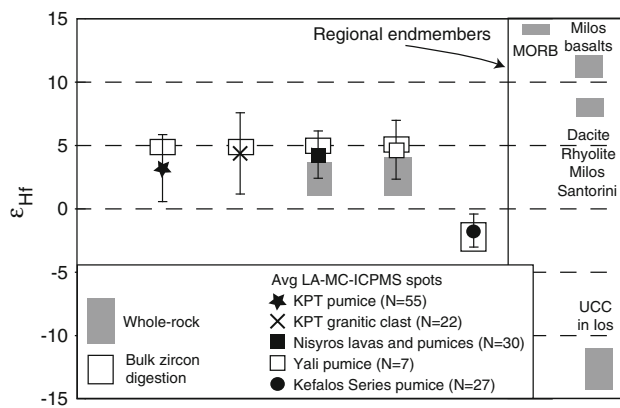 15
10
5
0
-5
-10
-15
εHf
Regional endmembers
MORB
Milos
basalts
Dacite
Rhyolite
Milos
Santorini
UCC
in Ios
Whole-rock
Bulk zircon
digestion
Avg LA-MC-ICPMS spots
KPT pumice (N=55)
KPT granitic clast (N=22)
Nisyros lavas and pumices (N=30)
Yali pumice (N=7)
Kefalos Series pumice (N=27)